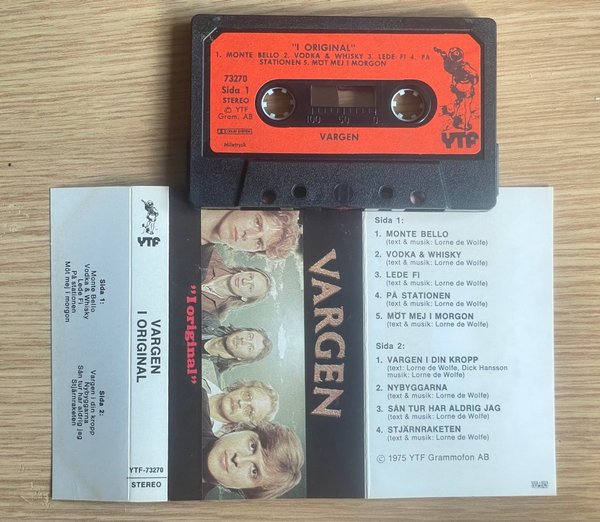 "I ORIGINAL"
1. MONTE BELLO 2. VODKA & WHISKY 3. LEDE FI 4. PÅ
STATIONEN 5. MÖT MEJ I MORGON
73270
Sida 1
STEREO
℗ YTF
Gram. AB
100 50 0
VARGEN
YTF
YTF
Sida 1:
Monte Bello
Vodka & Whisky
Lede Fi
På stationen
Möt mej i morgon
Sida 2:
Vargen i din kropp
Nybyggarna
Sån tur har aldrig jag
Stjärnraketen
VARGEN
I ORIGINAL
YTF-73270
STEREO
VARGEN
"I original"
Sida 1:
1. MONTE BELLO
(text & musik: Lorne de Wolfe)
2. VODKA & WHISKY
(text & musik: Lorne de Wolfe)
3. LEDE FI
(text & musik: Lorne de Wolfe)
4. PÅ STATIONEN
(text & musik: Lorne de Wolfe)
5. MÖT MEJ I MORGON
(text & musik: Lorne de Wolfe)
Sida 2:
1. VARGEN I DIN KROPP
(text: Lorne de Wolfe, Dick Hansson
musik: Lorne de Wolfe)
2. NYBYGGARNA
(text & musik: Lorne de Wolfe)
3. SÅN TUR HAR ALDRIG JAG
(text & musik: Lorne de Wolfe)
4. STJÄRNRAKETEN
(text & musik: Lorne de Wolfe)
© 1975 YTF Grammofon AB